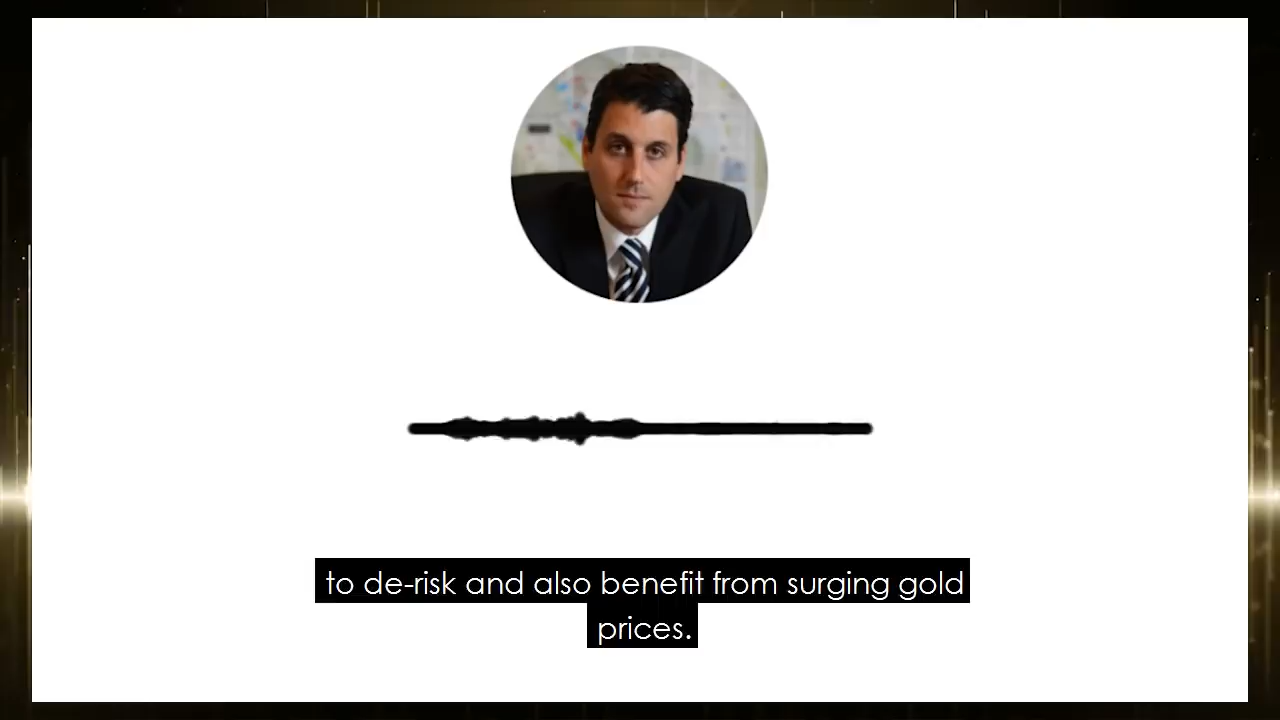 to de-risk and also benefit from surging gold
prices.